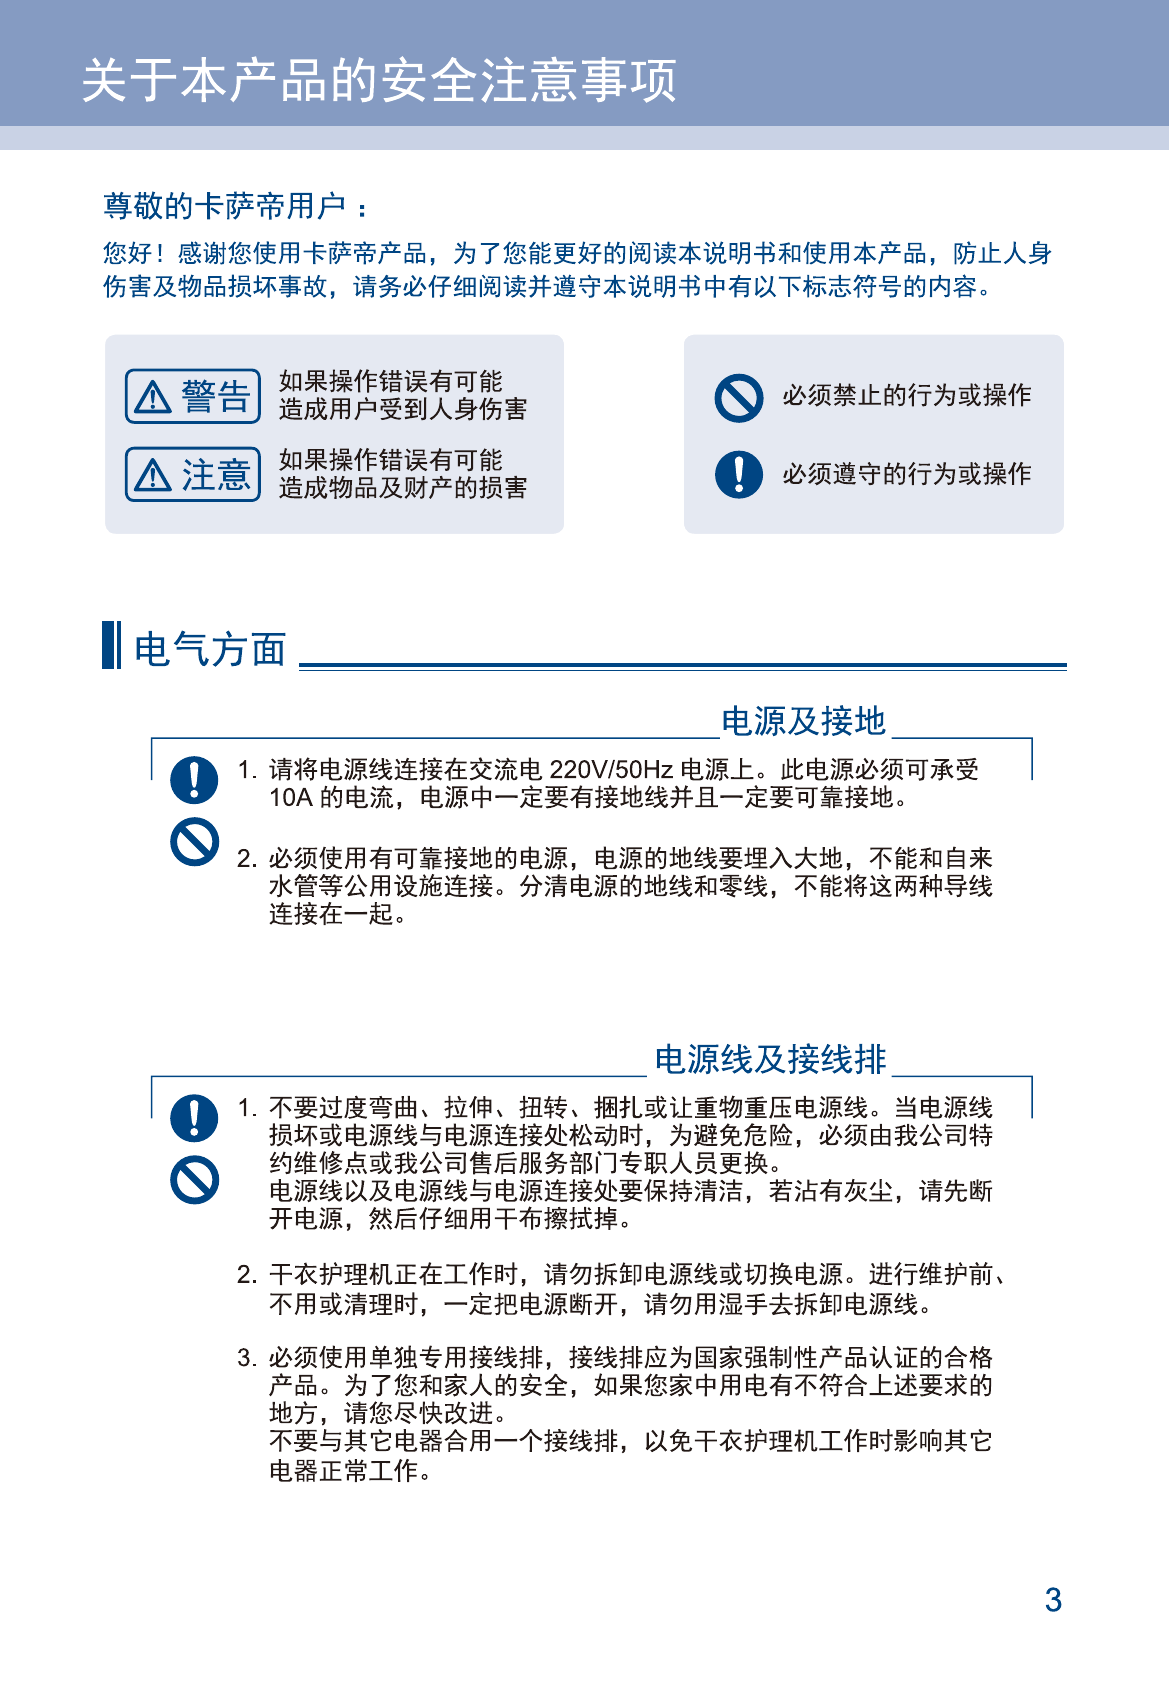 关于本产品的安全注意事项
尊敬的卡萨帝用户：
您好！感谢您使用卡萨帝产品，为了您能更好的阅读本说明书和使用本产品，防止人身
伤害及物品损坏事故，请务必仔细阅读并遵守本说明书中有以下标志符号的内容。
警告
如果操作错误有可能
造成用户受到人身伤害
注意
如果操作错误有可能
造成物品及财产的损害
必须禁止的行为或操作
必须遵守的行为或操作
电气方面
电源及接地
1. 请将电源线连接在交流电 220V/50Hz 电源上。此电源必须可承受
10A 的电流，电源中一定要有接地线并且一定要可靠接地。
2. 必须使用有可靠接地的电源，电源的地线要埋入大地，不能和自来
水管等公用设施连接。分清电源的地线和零线，不能将这两种导线
连接在一起。
电源线及接线排
1. 不要过度弯曲、拉伸、扭转、捆扎或让重物重压电源线。当电源线
损坏或电源线与电源连接处松动时，为避免危险，必须由我公司特
约维修点或我公司售后服务部门专职人员更换。
电源线以及电源线与电源连接处要保持清洁，若沾有灰尘，请先断
开电源，然后仔细用干布擦拭掉。
2. 干衣护理机正在工作时，请勿拆卸电源线或切换电源。进行维护前、
不用或清理时，一定把电源断开，请勿用湿手去拆卸电源线。
3. 必须使用单独专用接线排，接线排应为国家强制性产品认证的合格
产品。为了您和家人的安全，如果您家中用电有不符合上述要求的
地方，请您尽快改进。
不要与其它电器合用一个接线排，以免干衣护理机工作时影响其它
电器正常工作。
3